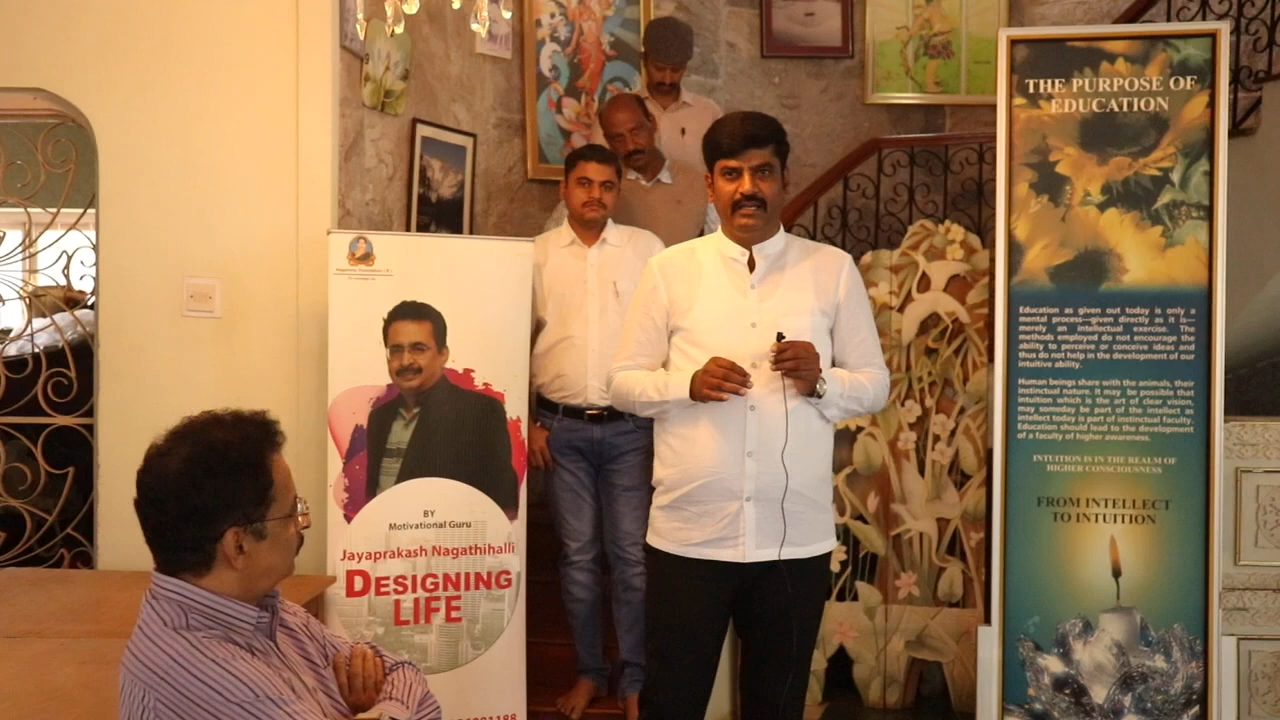 BY
Motivational Guru
Jayaprakash Nagathihalli
DESIGNING
LIFE
THE PURPOSE OF
EDUCATION
Education as given out today is only a
mental process—given directly as it is—
merely an intellectual exercise. The
methods employed do not encourage the
ability to perceive or conceive ideas and
thus do not help in the development of our
intuitive ability.
Human beings share with the animals, their
instinctual nature. It may be possible that
intuition which is the art of clear vision,
may someday be part of the intellect as
intellect today is part of instinctual faculty.
Education should lead to the development
of a faculty of higher awareness.
INTUITION IS IN THE REALM OF
HIGHER CONSCIOUSNESS
FROM INTELLECT
TO INTUITION